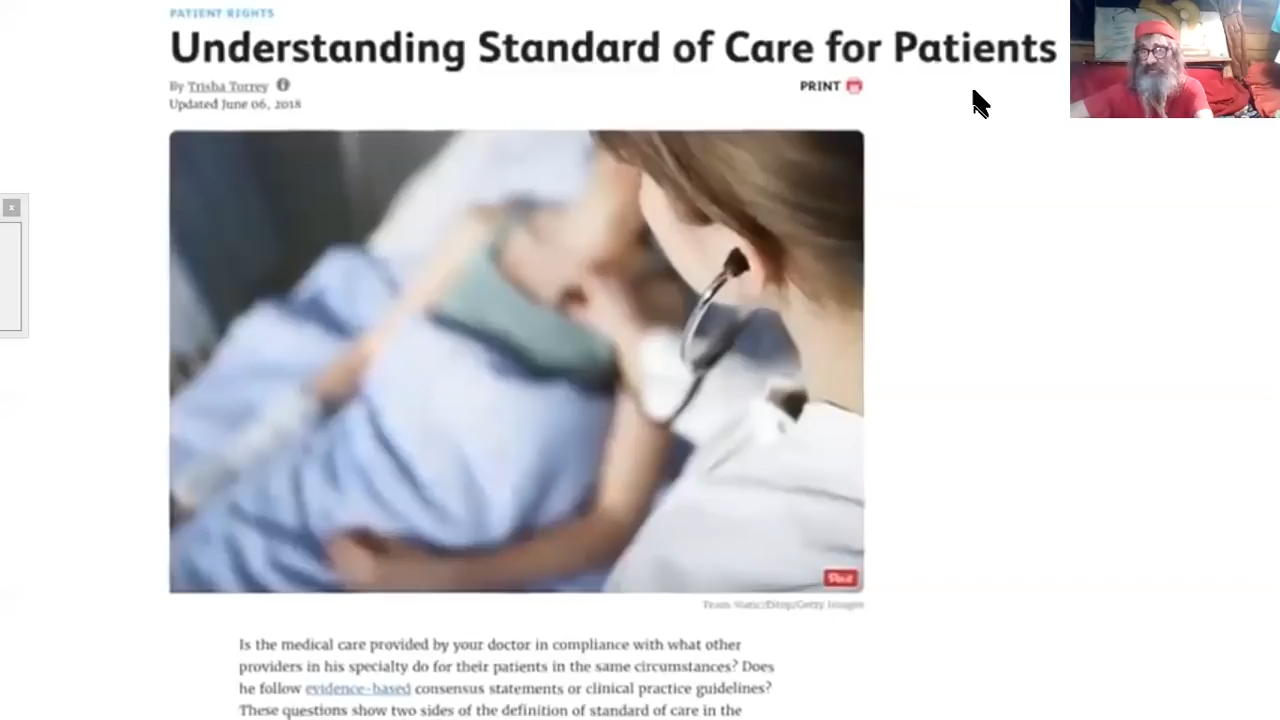 PATIENT RIGHTS
Understanding Standard of Care for Patients
By Trisha Torrey
PRINT
Updated June 06, 2018
x
Pin it
Is the medical care provided by your doctor in compliance with what other
providers in his specialty do for their patients in the same circumstances? Does
he follow evidence-based consensus statements or clinical practice guidelines?
These questions show two sides of the definition of standard of care in the